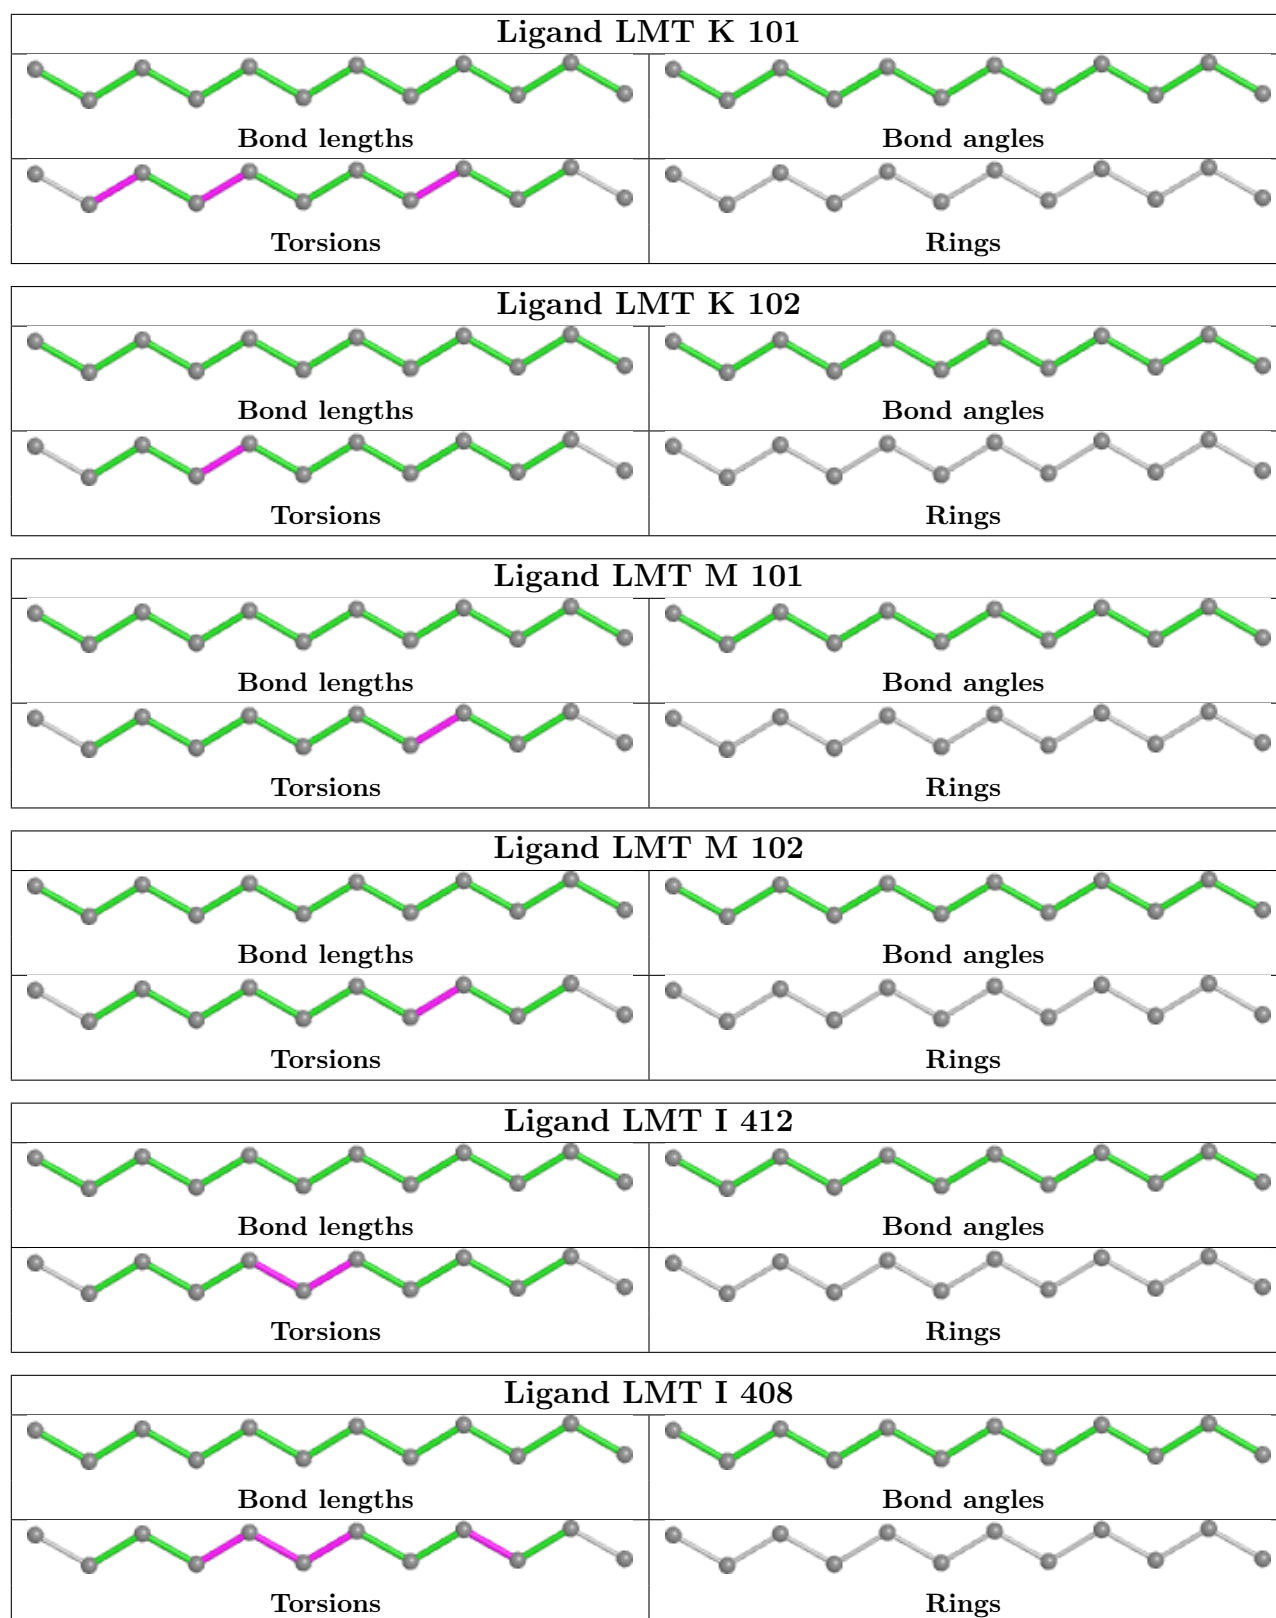 Ligand LMT K 101
Bond lengths Bond angles
Torsions Rings
Ligand LMT K 102
Bond lengths Bond angles
Torsions Rings
Ligand LMT M 101
Bond lengths Bond angles
Torsions Rings
Ligand LMT M 102
Bond lengths Bond angles
Torsions Rings
Ligand LMT I 412
Bond lengths Bond angles
Torsions Rings
Ligand LMT I 408
Bond lengths Bond angles
Torsions Rings